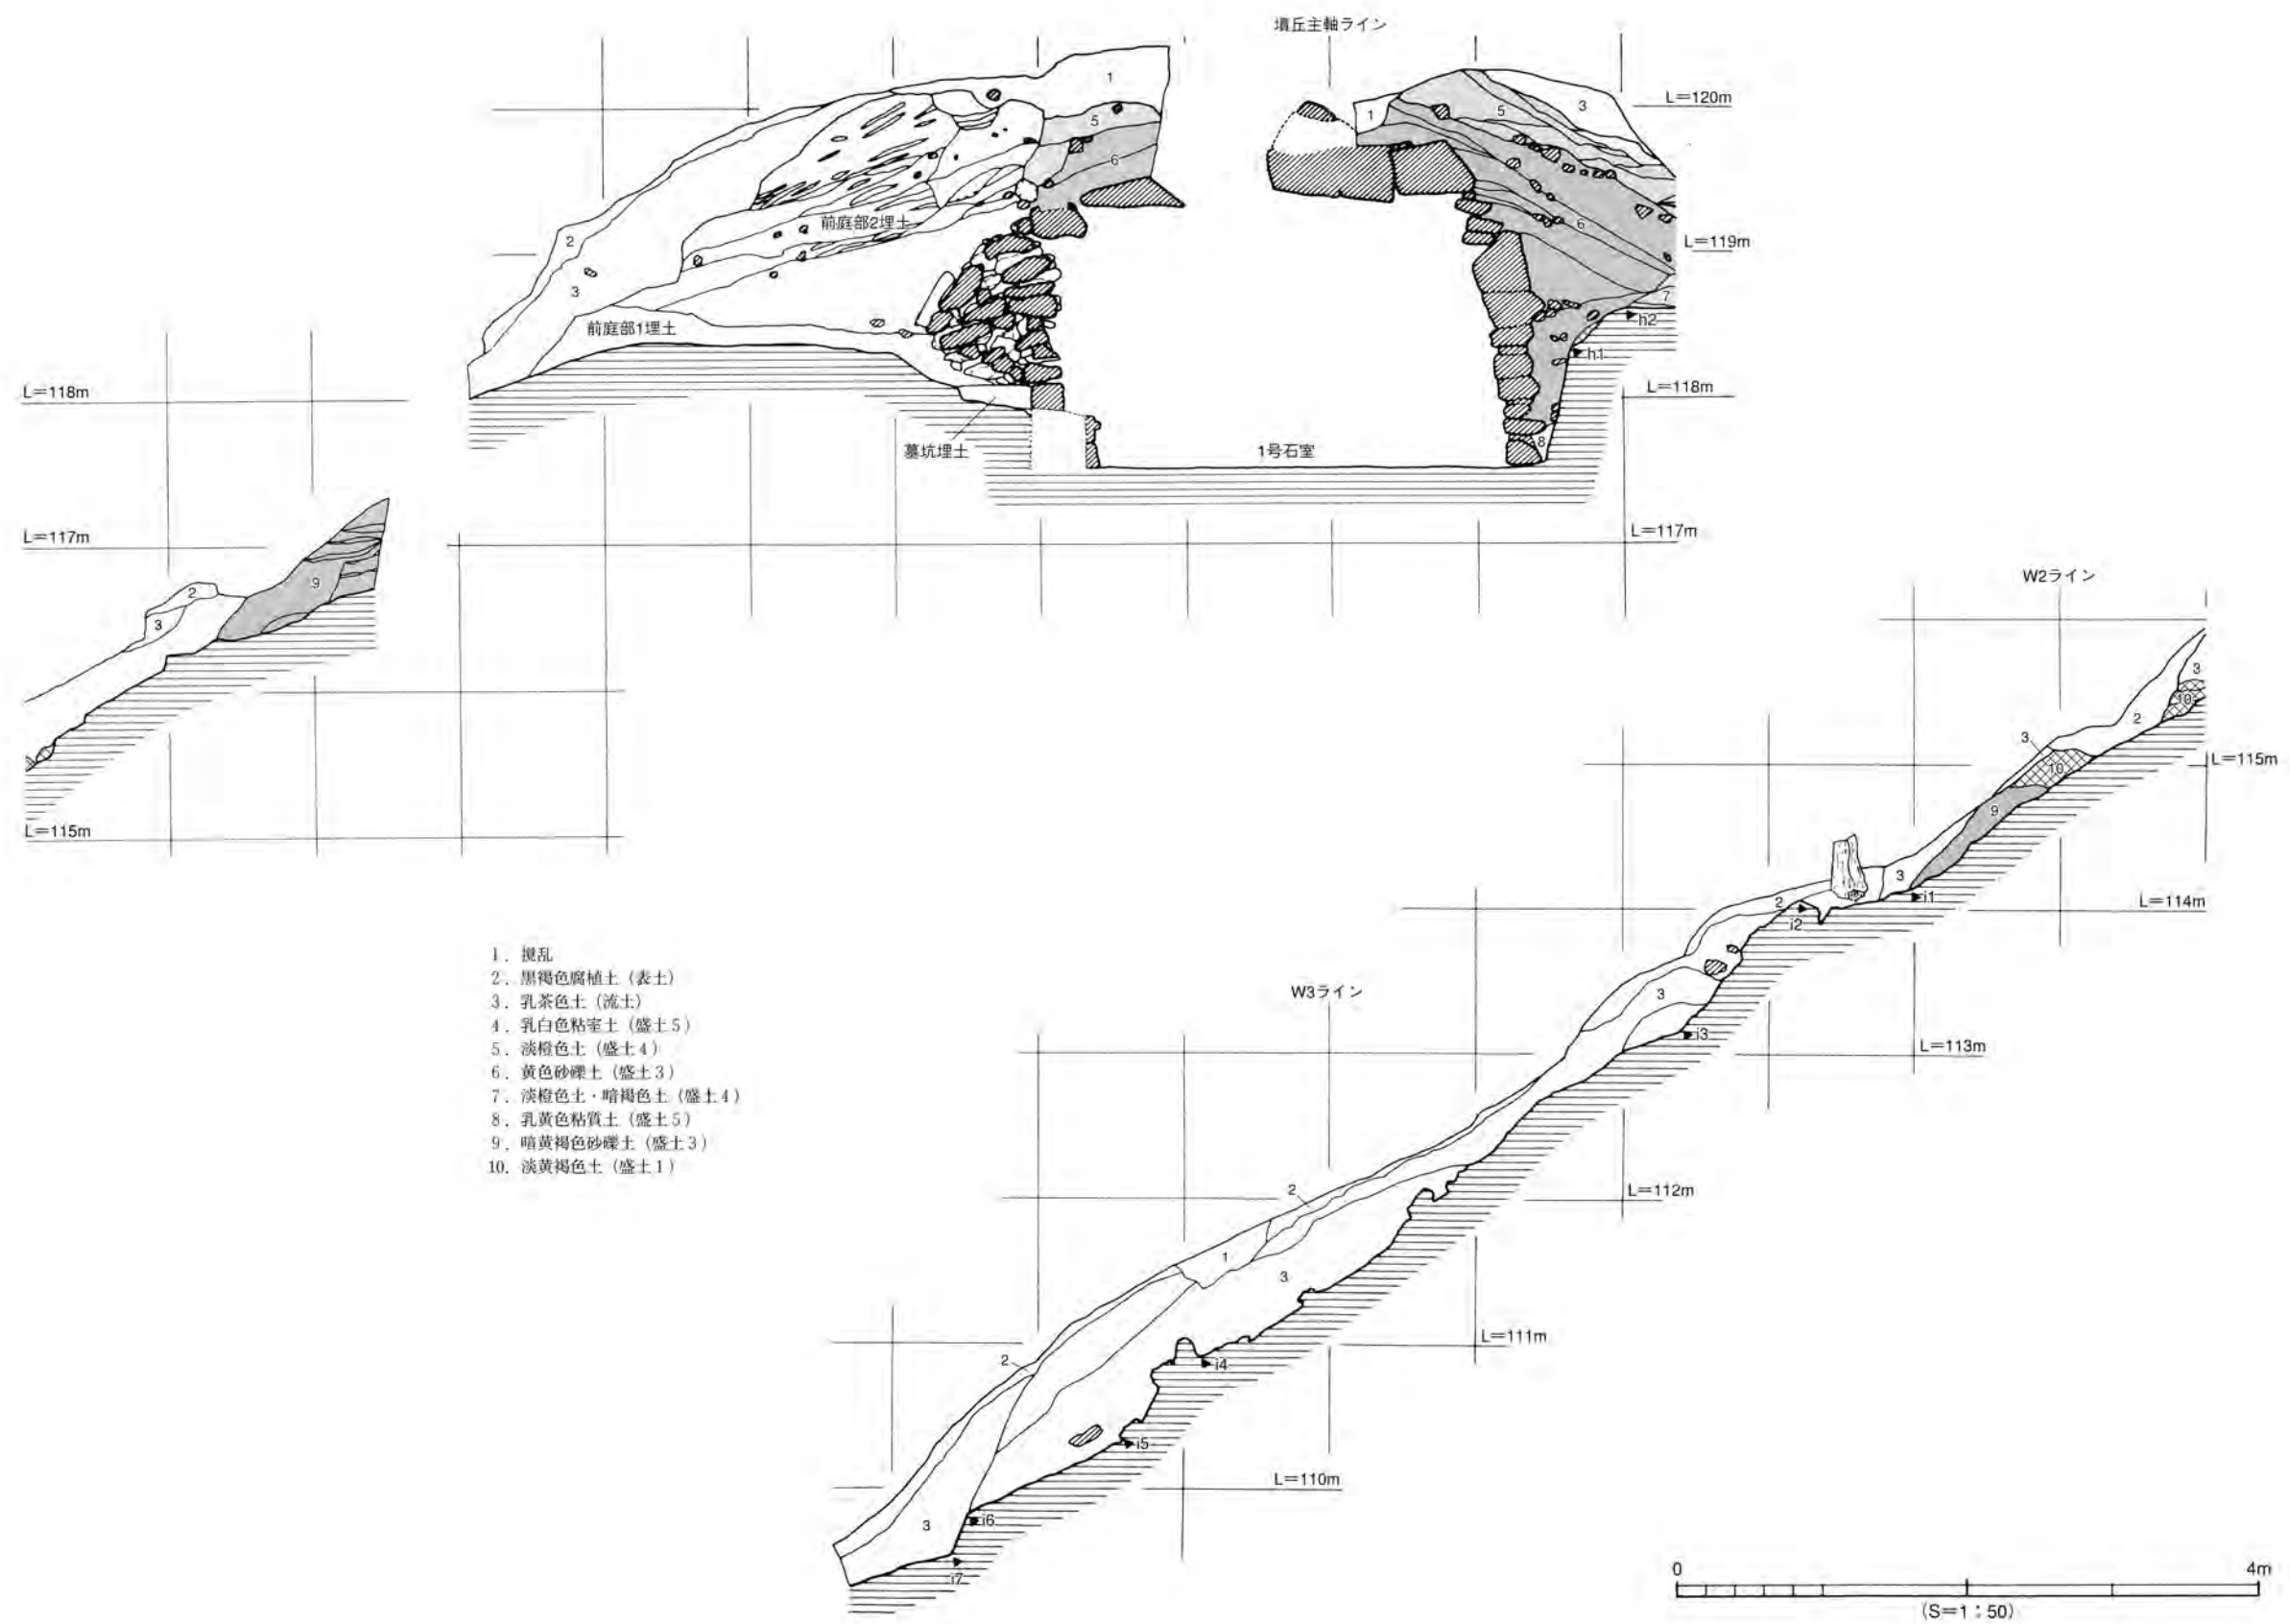 墳丘主軸ライン
1
1
3
L=120m
5
5
6
2
前庭部2埋土
6
L=119m
3
7
前庭部1埋土
h2
h1
L=118m
L=118m
墓坑埋土
1号石室
8
L=117m
L=117m
9
2
3
W2ライン
3
10
2
3
10
L=115m
L=115m
9
3
i1
2
i2
L=114m
1. 撹乱
2. 黒褐色腐植土（表土）
3. 乳茶色土（流土）
4. 乳白色粘室土（盛土5）
5. 淡橙色土（盛土4）
6. 黄色砂礫土（盛土3）
7. 淡橙色土・暗褐色土（盛土4）
8. 乳黄色粘質土（盛土5）
9. 暗黄褐色砂礫土（盛土3）
10. 淡黄褐色土（盛土1）
W3ライン
3
i3
L=113m
2
L=112m
1
3
L=111m
2
i4
i5
L=110m
3
i6
i7
0 4m
(S=1:50)